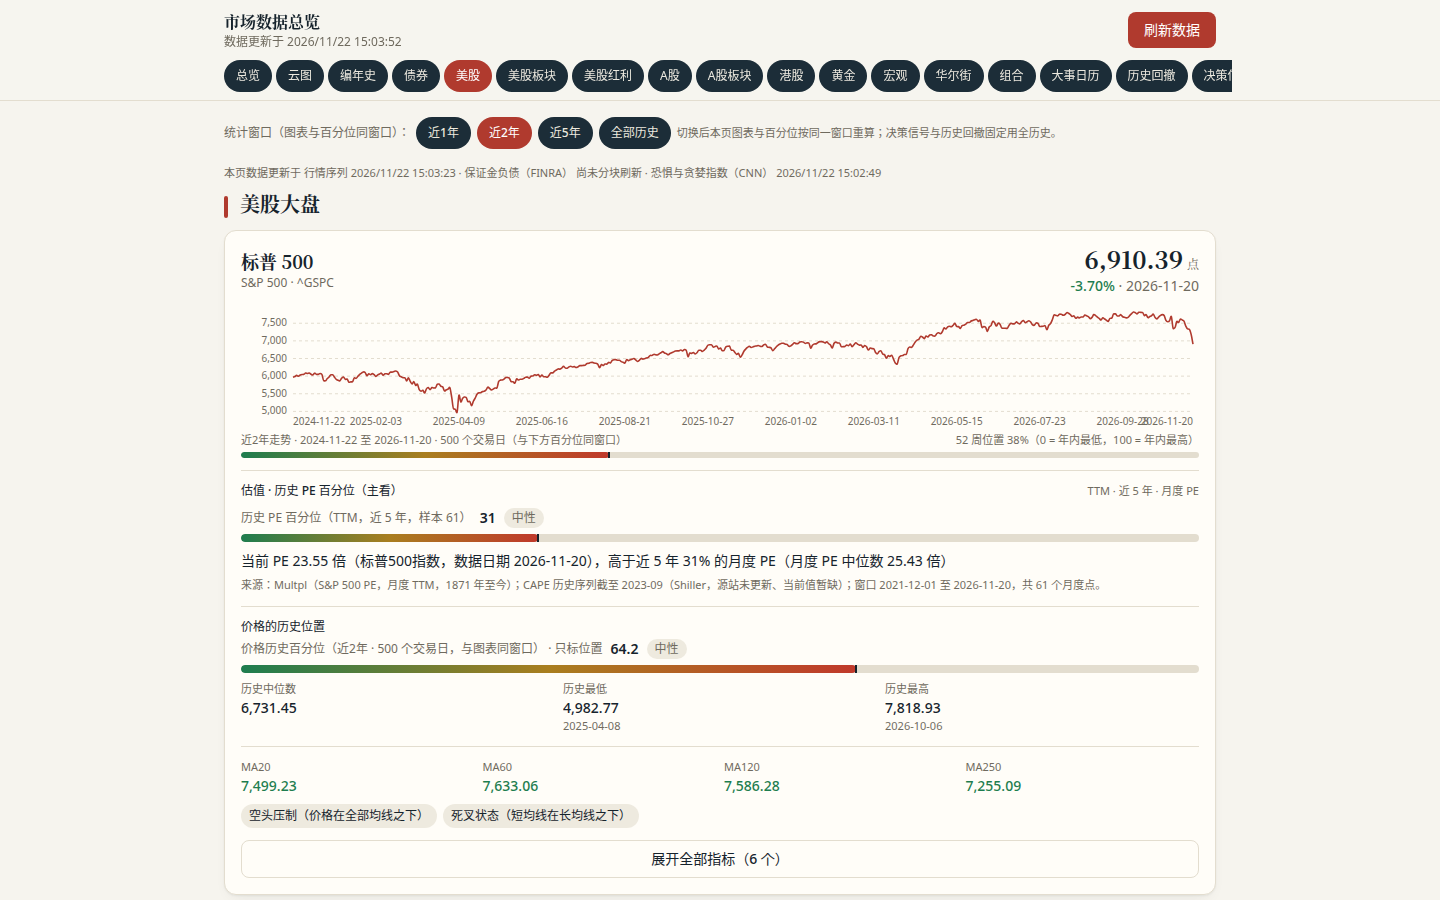 市场数据总览
数据更新于 2026/11/22 15:03:52
刷新数据
总览 云图 编年史 债券 美股 美股板块 美股红利 A股 A股板块 港股 黄金 宏观 华尔街 组合 大事日历 历史回撤 决策
统计窗口（图表与百分位同窗口）： 近1年 近2年 近5年 全部历史 切换后本页图表与百分位按同一窗口重算；决策信号与历史回撤固定用全历史。
本页数据更新于 行情序列 2026/11/22 15:03:23 · 保证金负债（FINRA） 尚未分块刷新 · 恐惧与贪婪指数（CNN） 2026/11/22 15:02:49
美股大盘
标普 500
S&P 500 · ^GSPC
6,910.39 点
-3.70% · 2026-11-20
7,500
7,000
6,500
6,000
5,500
5,000
2024-11-22 2025-02-03 2025-04-09 2025-06-16 2025-08-21 2025-10-27 2026-01-02 2026-03-11 2026-05-15 2026-07-23 2026-09-28 2026-11-20
近2年走势 · 2024-11-22 至 2026-11-20 · 500 个交易日（与下方百分位同窗口） 52 周位置 38%（0 = 年内最低，100 = 年内最高）
估值 · 历史 PE 百分位（主看） TTM · 近 5 年 · 月度 PE
历史 PE 百分位（TTM，近 5 年，样本 61） 31 中性
当前 PE 23.55 倍（标普500指数，数据日期 2026-11-20），高于近 5 年 31% 的月度 PE（月度 PE 中位数 25.43 倍）
来源：Multpl（S&P 500 PE，月度 TTM，1871 年至今）；CAPE 历史序列截至 2023-09（Shiller，源站未更新、当前值暂缺）；窗口 2021-12-01 至 2026-11-20，共 61 个月度点。
价格的历史位置
价格历史百分位（近2年 · 500 个交易日，与图表同窗口） · 只标位置 64.2 中性
历史中位数 历史最低 历史最高
6,731.45 4,982.77 7,818.93
2025-04-08 2026-10-06
MA20 MA60 MA120 MA250
7,499.23 7,633.06 7,586.28 7,255.09
空头压制（价格在全部均线之下） 死叉状态（短均线在长均线之下）
展开全部指标（6 个）